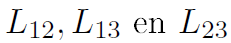 L₁₂, L₁₃ en L₂₃